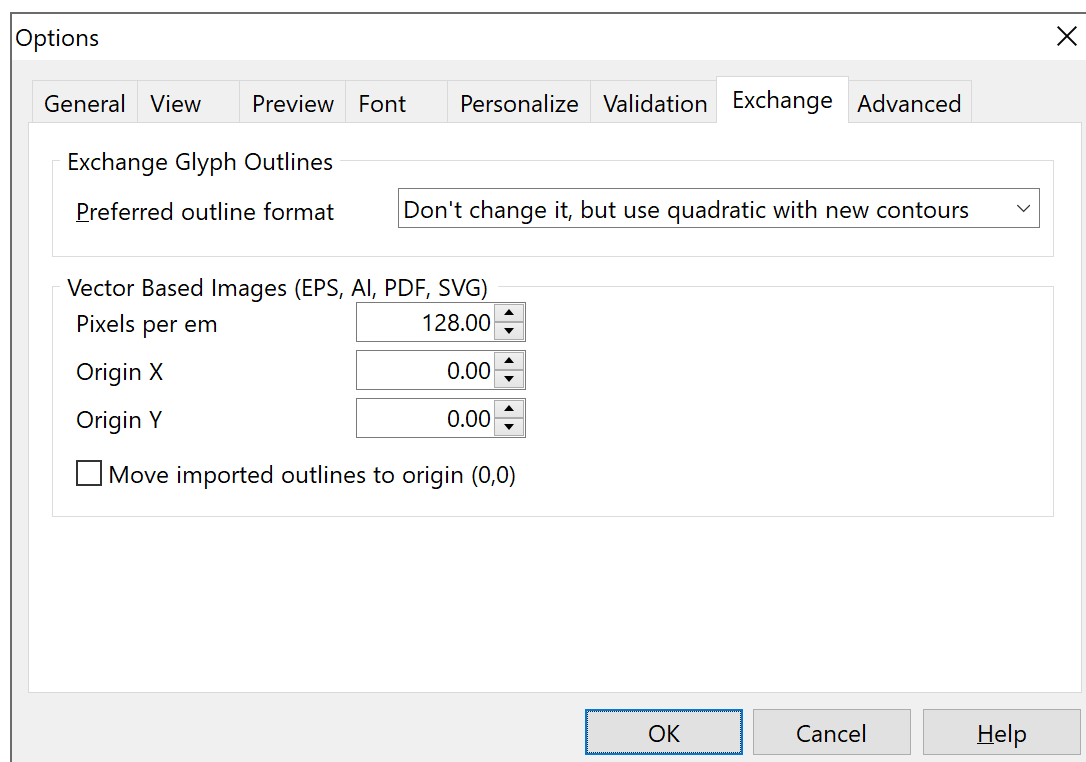 Options
General View Preview Font Personalize Validation Exchange Advanced
Exchange Glyph Outlines
Preferred outline format Don't change it, but use quadratic with new contours
Vector Based Images (EPS, AI, PDF, SVG)
Pixels per em 128.00
Origin X 0.00
Origin Y 0.00
Move imported outlines to origin (0,0)
OK Cancel Help